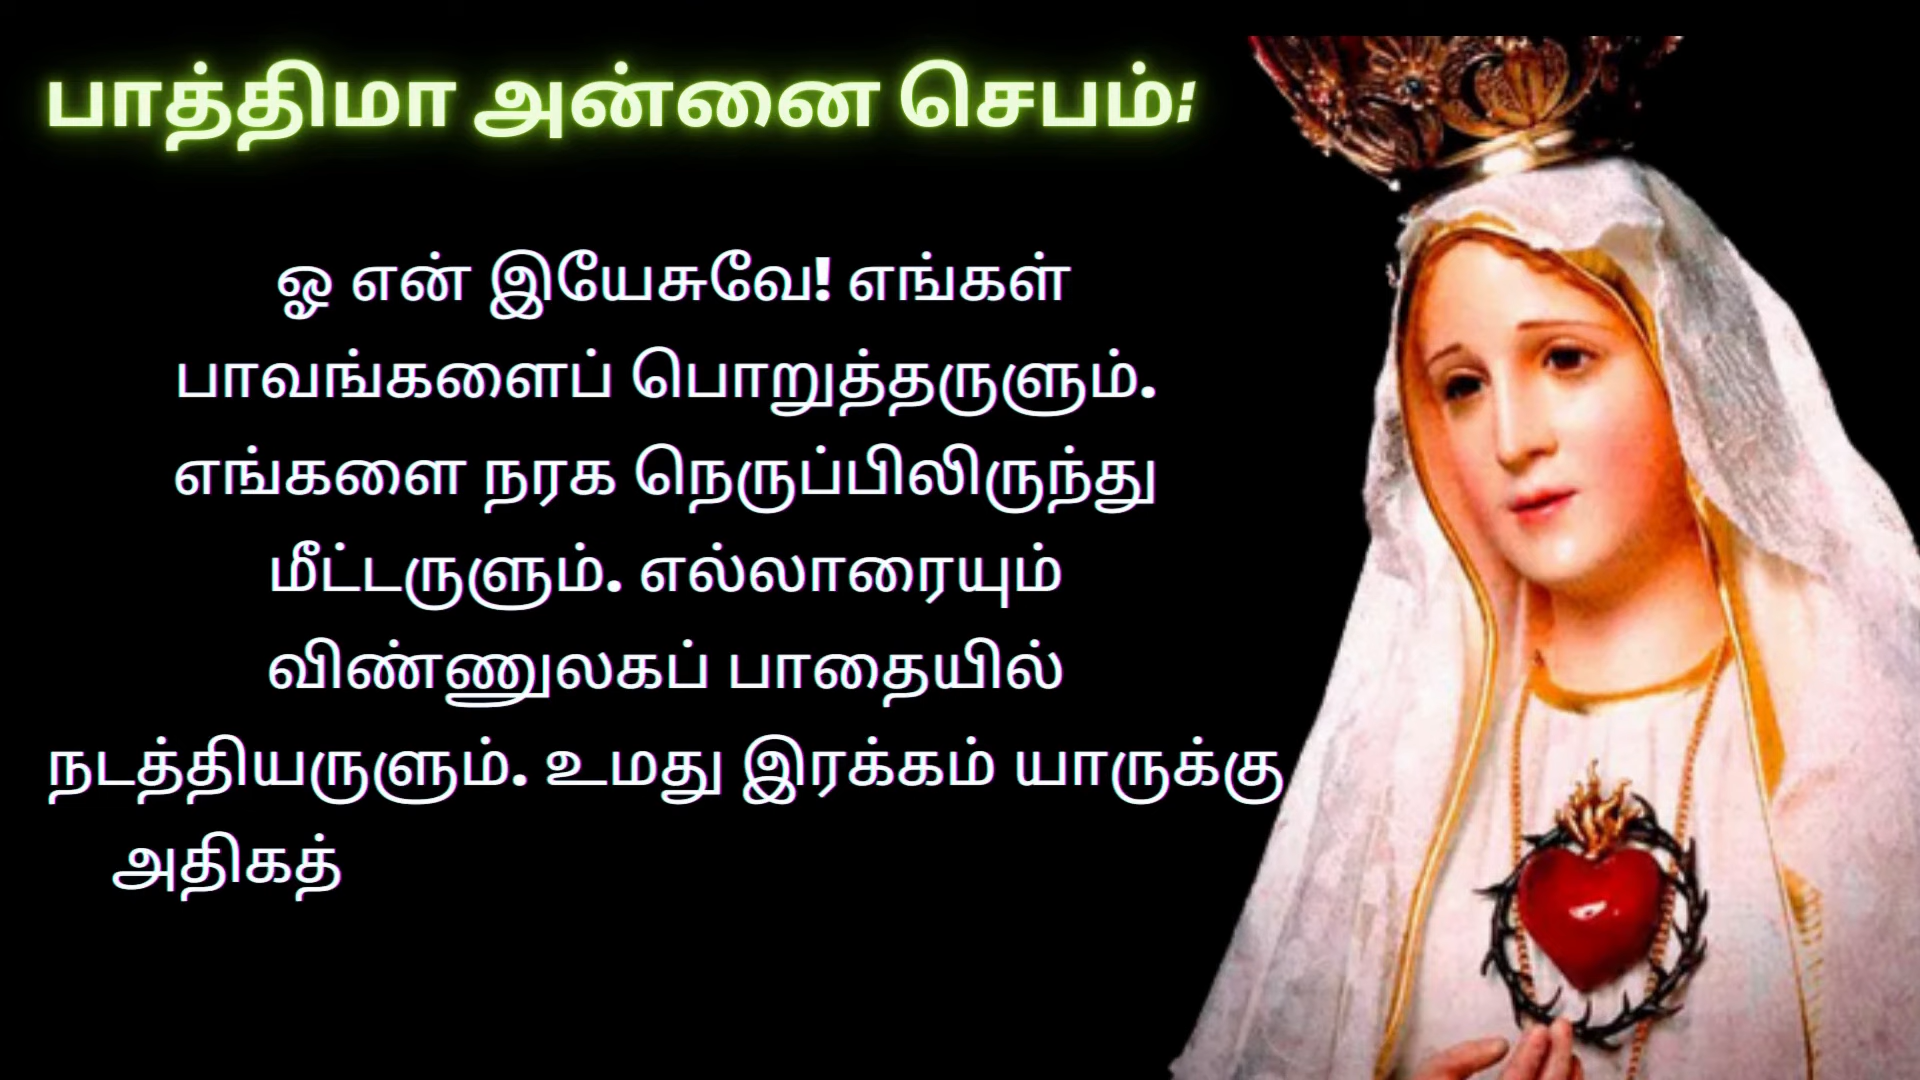 பாத்திமா அன்னை செபம்:
ஓ என் இயேசுவே! எங்கள்
பாவங்களைப் பொறுத்தருளும்.
எங்களை நரக நெருப்பிலிருந்து
மீட்டருளும். எல்லாரையும்
விண்ணுலகப் பாதையில்
நடத்தியருளும். உமது இரக்கம் யாருக்கு
அதிகத்